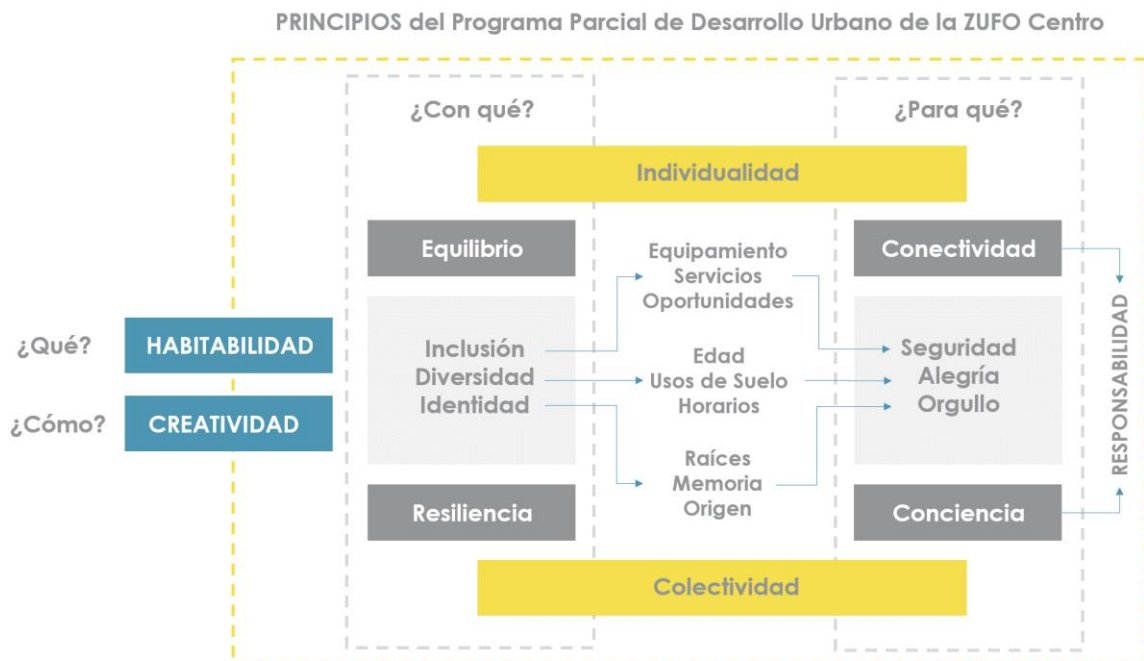 PRINCIPIOS del Programa Parcial de Desarrollo Urbano de la ZUFO Centro
¿Con qué?
¿Para qué?
Individualidad
Equilibrio
Equipamiento
Servicios
Oportunidades
Conectividad
¿Qué?
HABITABILIDAD
¿Cómo?
CREATIVIDAD
Inclusión
Diversidad
Identidad
Edad
Usos de Suelo
Horarios
Seguridad
Alegría
Orgullo
RESPONSABILIDAD
Resiliencia
Raíces
Memoria
Origen
Conciencia
Colectividad